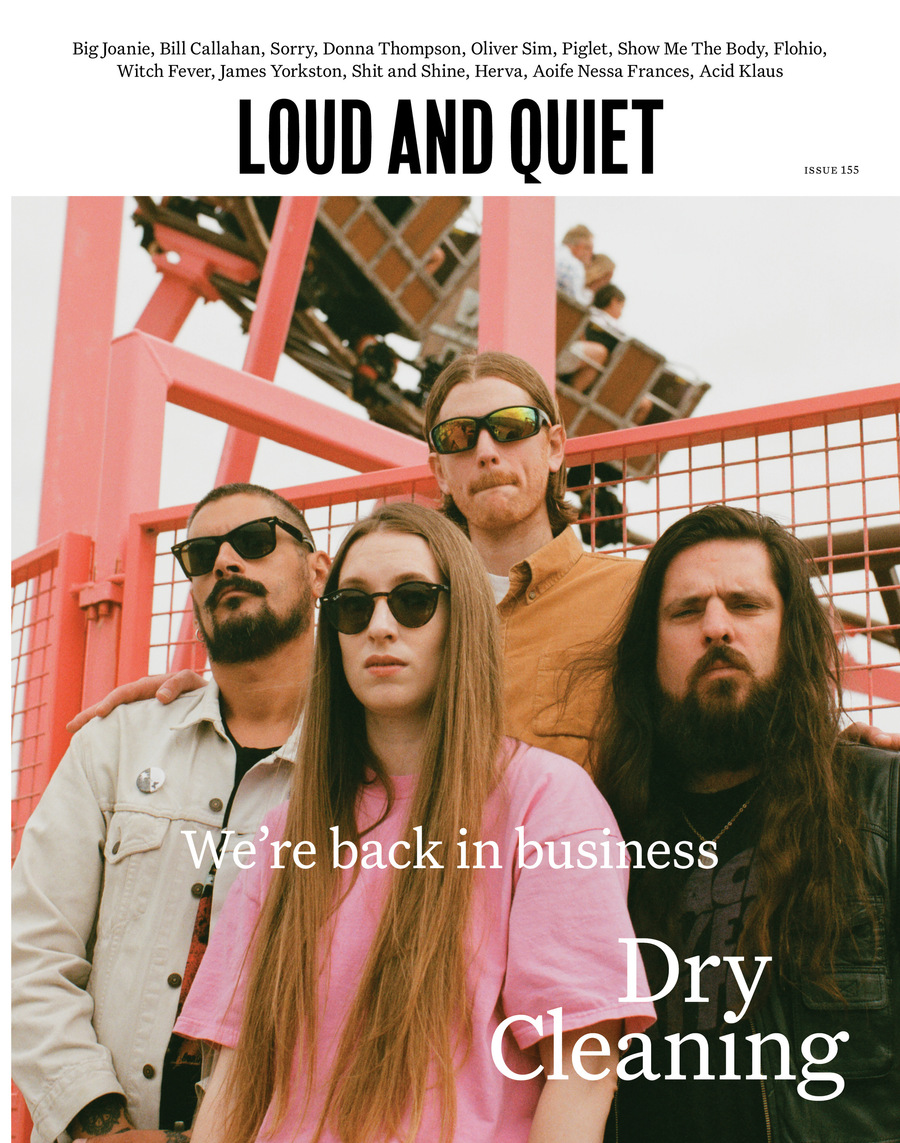 Big Joanie, Bill Callahan, Sorry, Donna Thompson, Oliver Sim, Piglet, Show Me The Body, Flohio,
Witch Fever, James Yorkston, Shit and Shine, Herva, Aoife Nessa Frances, Acid Klaus
LOUD AND QUIET
ISSUE 155
We’re back in business
Dry
Cleaning